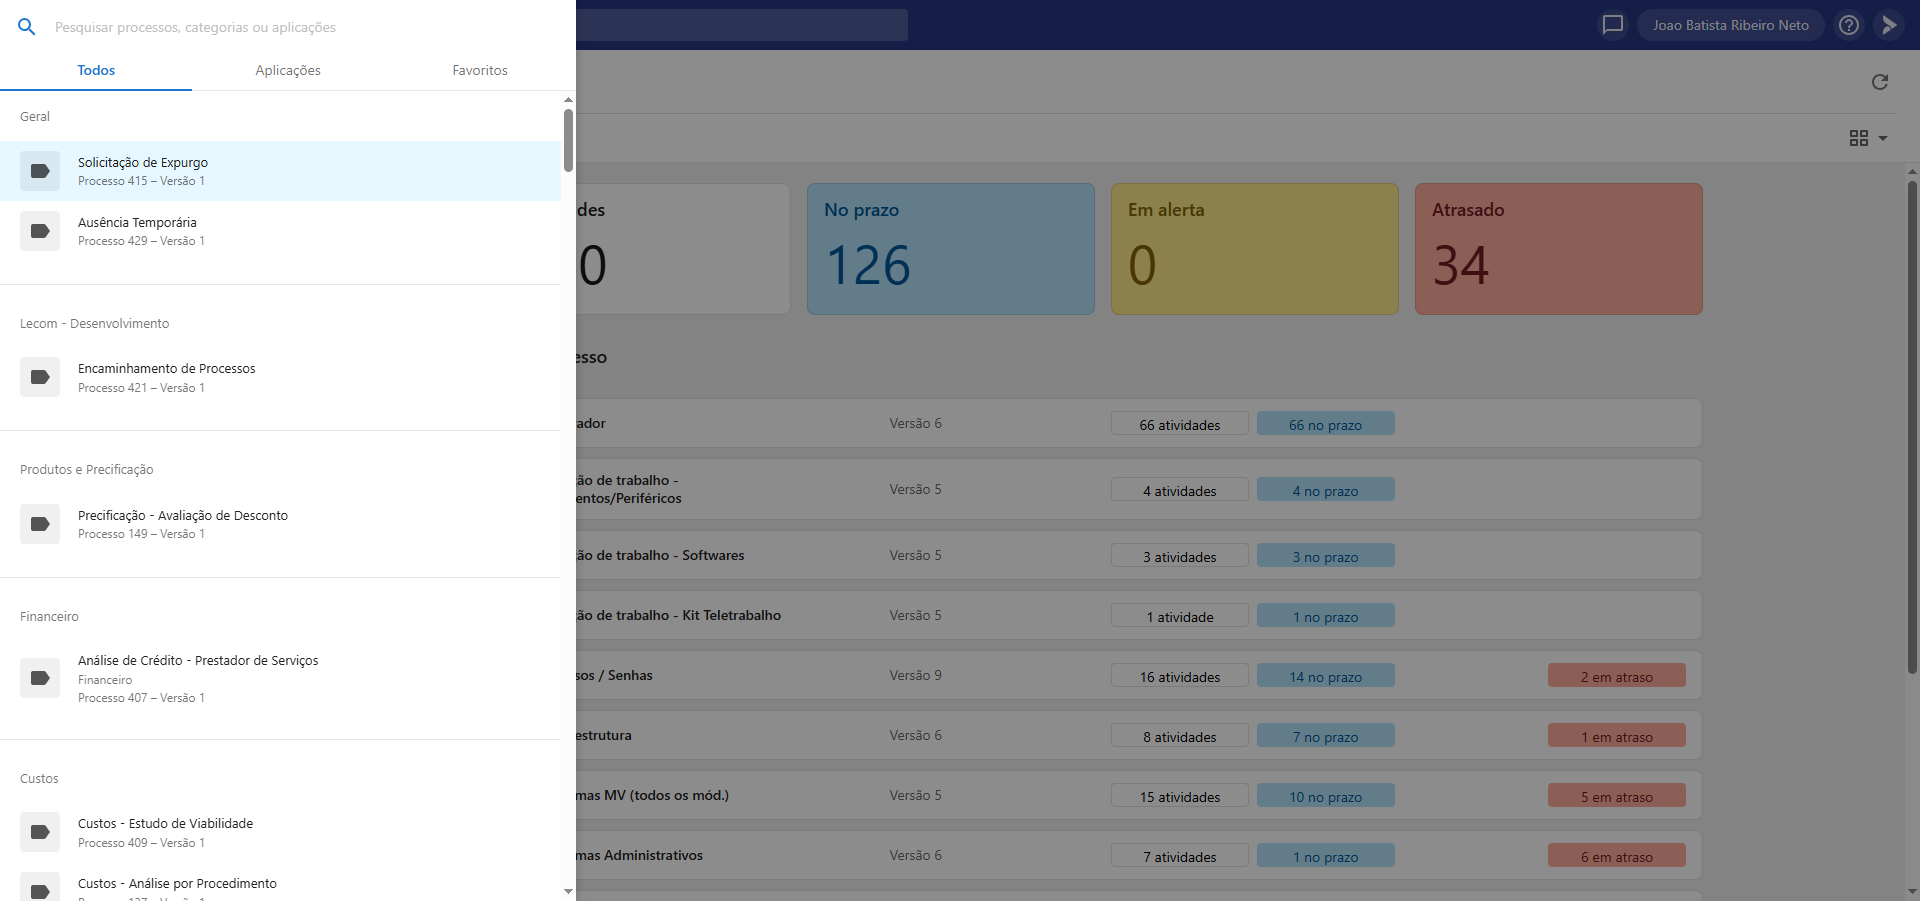 Pesquisar processos, categorias ou aplicações
Joao Batista Ribeiro Neto
Todos
Aplicações
Favoritos
Geral
Solicitação de Expurgo
Processo 415 – Versão 1
Ausência Temporária
Processo 429 – Versão 1
Lecom - Desenvolvimento
Encaminhamento de Processos
Processo 421 – Versão 1
Produtos e Precificação
Precificação - Avaliação de Desconto
Processo 149 – Versão 1
Financeiro
Análise de Crédito - Prestador de Serviços
Financeiro
Processo 407 – Versão 1
Custos
Custos - Estudo de Viabilidade
Processo 409 – Versão 1
Custos - Análise por Procedimento
des
0
No prazo
126
Em alerta
0
Atrasado
34
esso
ador
Versão 6
66 atividades
66 no prazo
ão de trabalho -
entos/Periféricos
Versão 5
4 atividades
4 no prazo
ão de trabalho - Softwares
Versão 5
3 atividades
3 no prazo
ão de trabalho - Kit Teletrabalho
Versão 5
1 atividade
1 no prazo
sos / Senhas
Versão 9
16 atividades
14 no prazo
2 em atraso
estrutura
Versão 6
8 atividades
7 no prazo
1 em atraso
mas MV (todos os mód.)
Versão 5
15 atividades
10 no prazo
5 em atraso
mas Administrativos
Versão 6
7 atividades
1 no prazo
6 em atraso